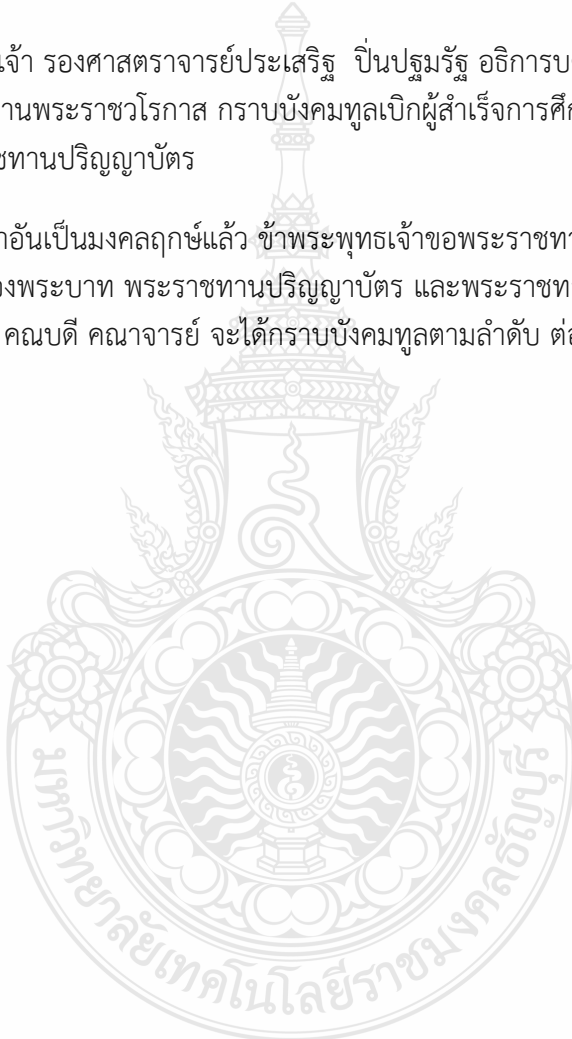 นเจ้า รองศาสตราจารย์ประเสริฐ ปิ่นปฐมรัฐ อธิการบ
านพระราชวโรกาส กราบบังคมทูลเบิกผู้สำเร็จการศึก
ชทานปริญญาบัตร
าอันเป็นมงคลฤกษ์แล้ว ข้าพระพุทธเจ้าขอพระราชทา
องพระบาท พระราชทานปริญญาบัตร และพระราชท
คณบดี คณาจารย์ จะได้กราบบังคมทูลตามลำดับ ต่อ
มหาวิทยาลัยเทคโนโลยีราชมงคลธัญบุรี